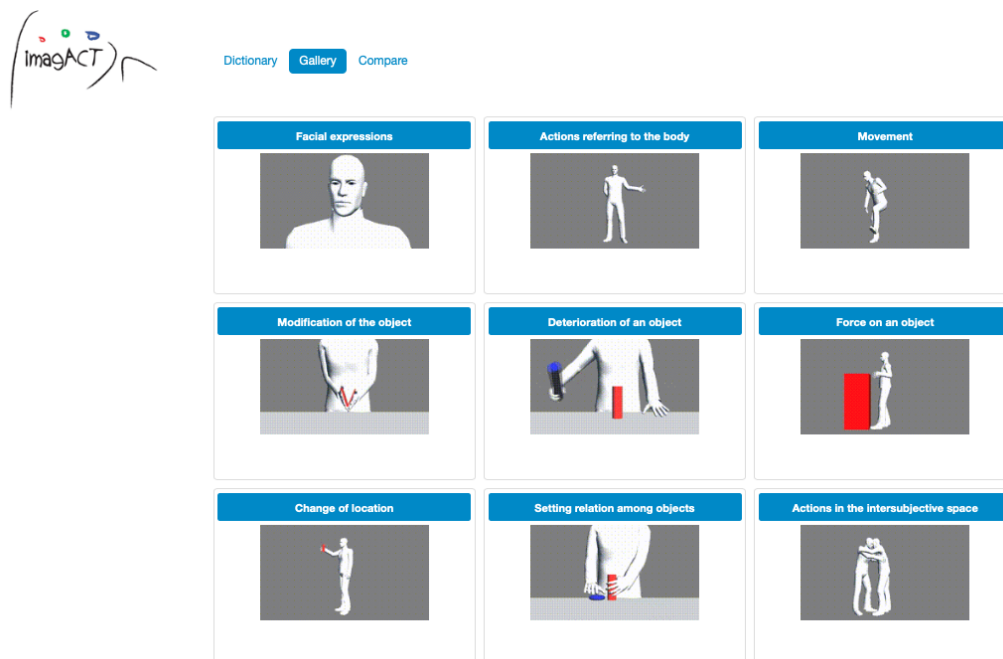 imagACT
Dictionary Gallery Compare
Facial expressions
Actions referring to the body
Movement
Modification of the object
Deterioration of an object
Force on an object
Change of location
Setting relation among objects
Actions in the intersubjective space